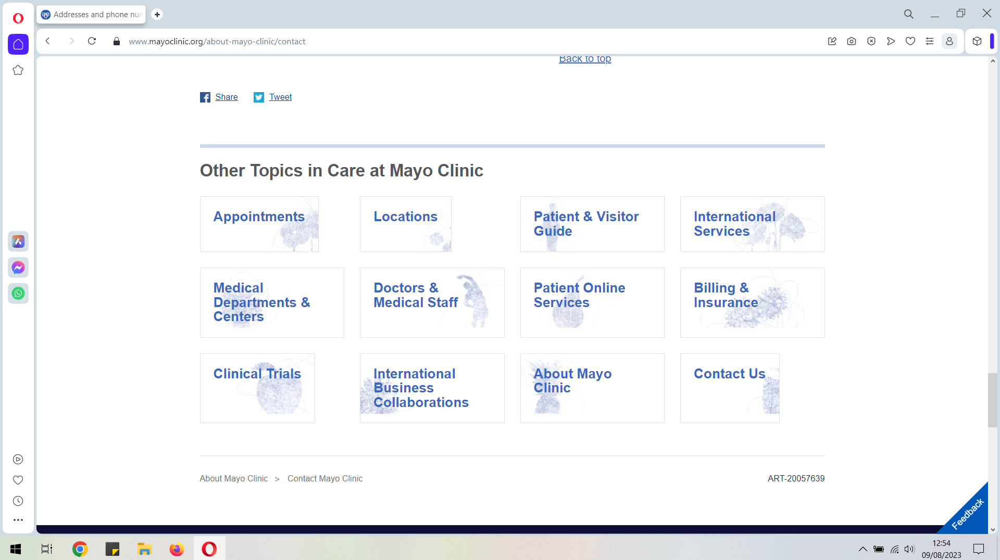 Addresses and phone nur
www.mayoclinic.org/about-mayo-clinic/contact
Back to top
Share Tweet
Other Topics in Care at Mayo Clinic
Appointments
Locations
Patient & Visitor
Guide
International
Services
Medical
Departments &
Centers
Doctors &
Medical Staff
Patient Online
Services
Billing &
Insurance
Clinical Trials
International
Business
Collaborations
About Mayo
Clinic
Contact Us
About Mayo Clinic > Contact Mayo Clinic
ART-20057639
Feedback
12:54
09/08/2023